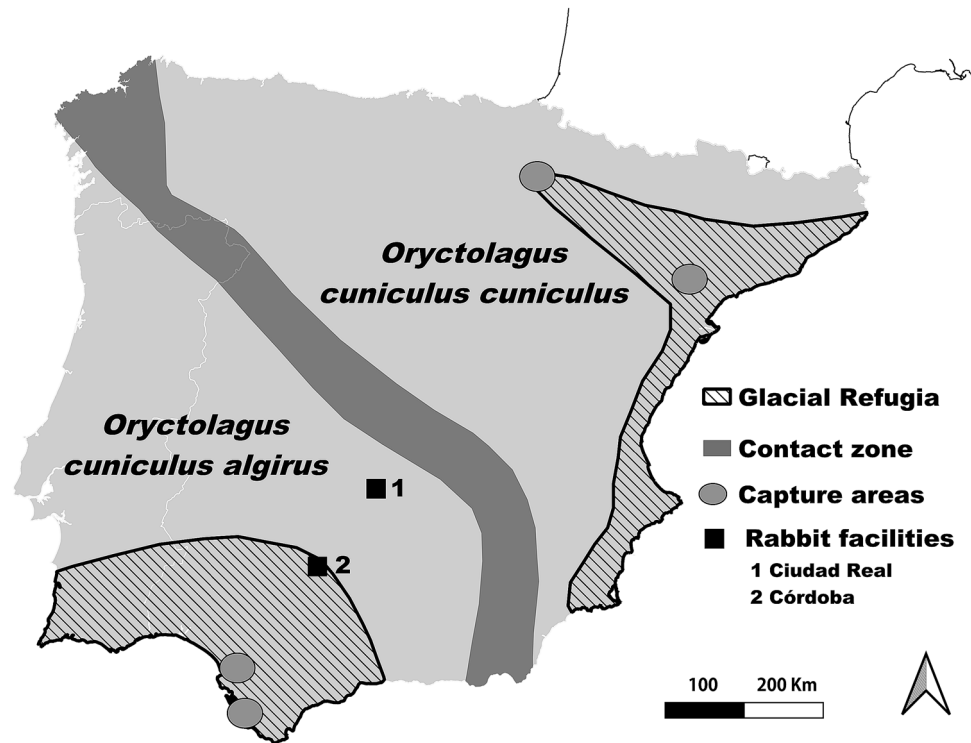 Oryctolagus
cuniculus cuniculus
Oryctolagus
cuniculus algirus
1
2
Glacial Refugia
Contact zone
Capture areas
Rabbit facilities
1 Ciudad Real
2 Córdoba
100 200 Km